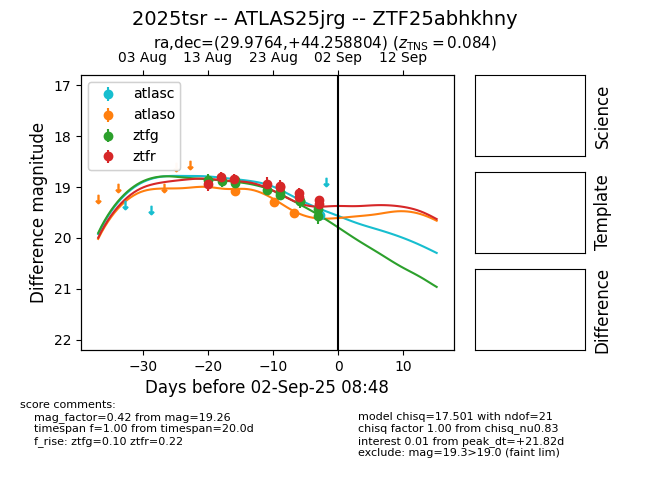 2025tsr -- ATLAS25jrg -- ZTF25abhkhny
ra,dec=(29.9764,+44.258804) (z_TNS = 0.084)
03 Aug 13 Aug 23 Aug 02 Sep 12 Sep
atlasc
atlaso
ztfg
ztfr
Difference magnitude
17
18
19
20
21
22
−30 −20 −10 0 10
Days before 02-Sep-25 08:48
Science
Template
Difference
score comments:
mag_factor=0.42 from mag=19.26
timespan f=1.00 from timespan=20.0d
f_rise: ztfg=0.10 ztfr=0.22
model chisq=17.501 with ndof=21
chisq factor 1.00 from chisq_nu0.83
interest 0.01 from peak_dt=+21.82d
exclude: mag=19.3>19.0 (faint lim)